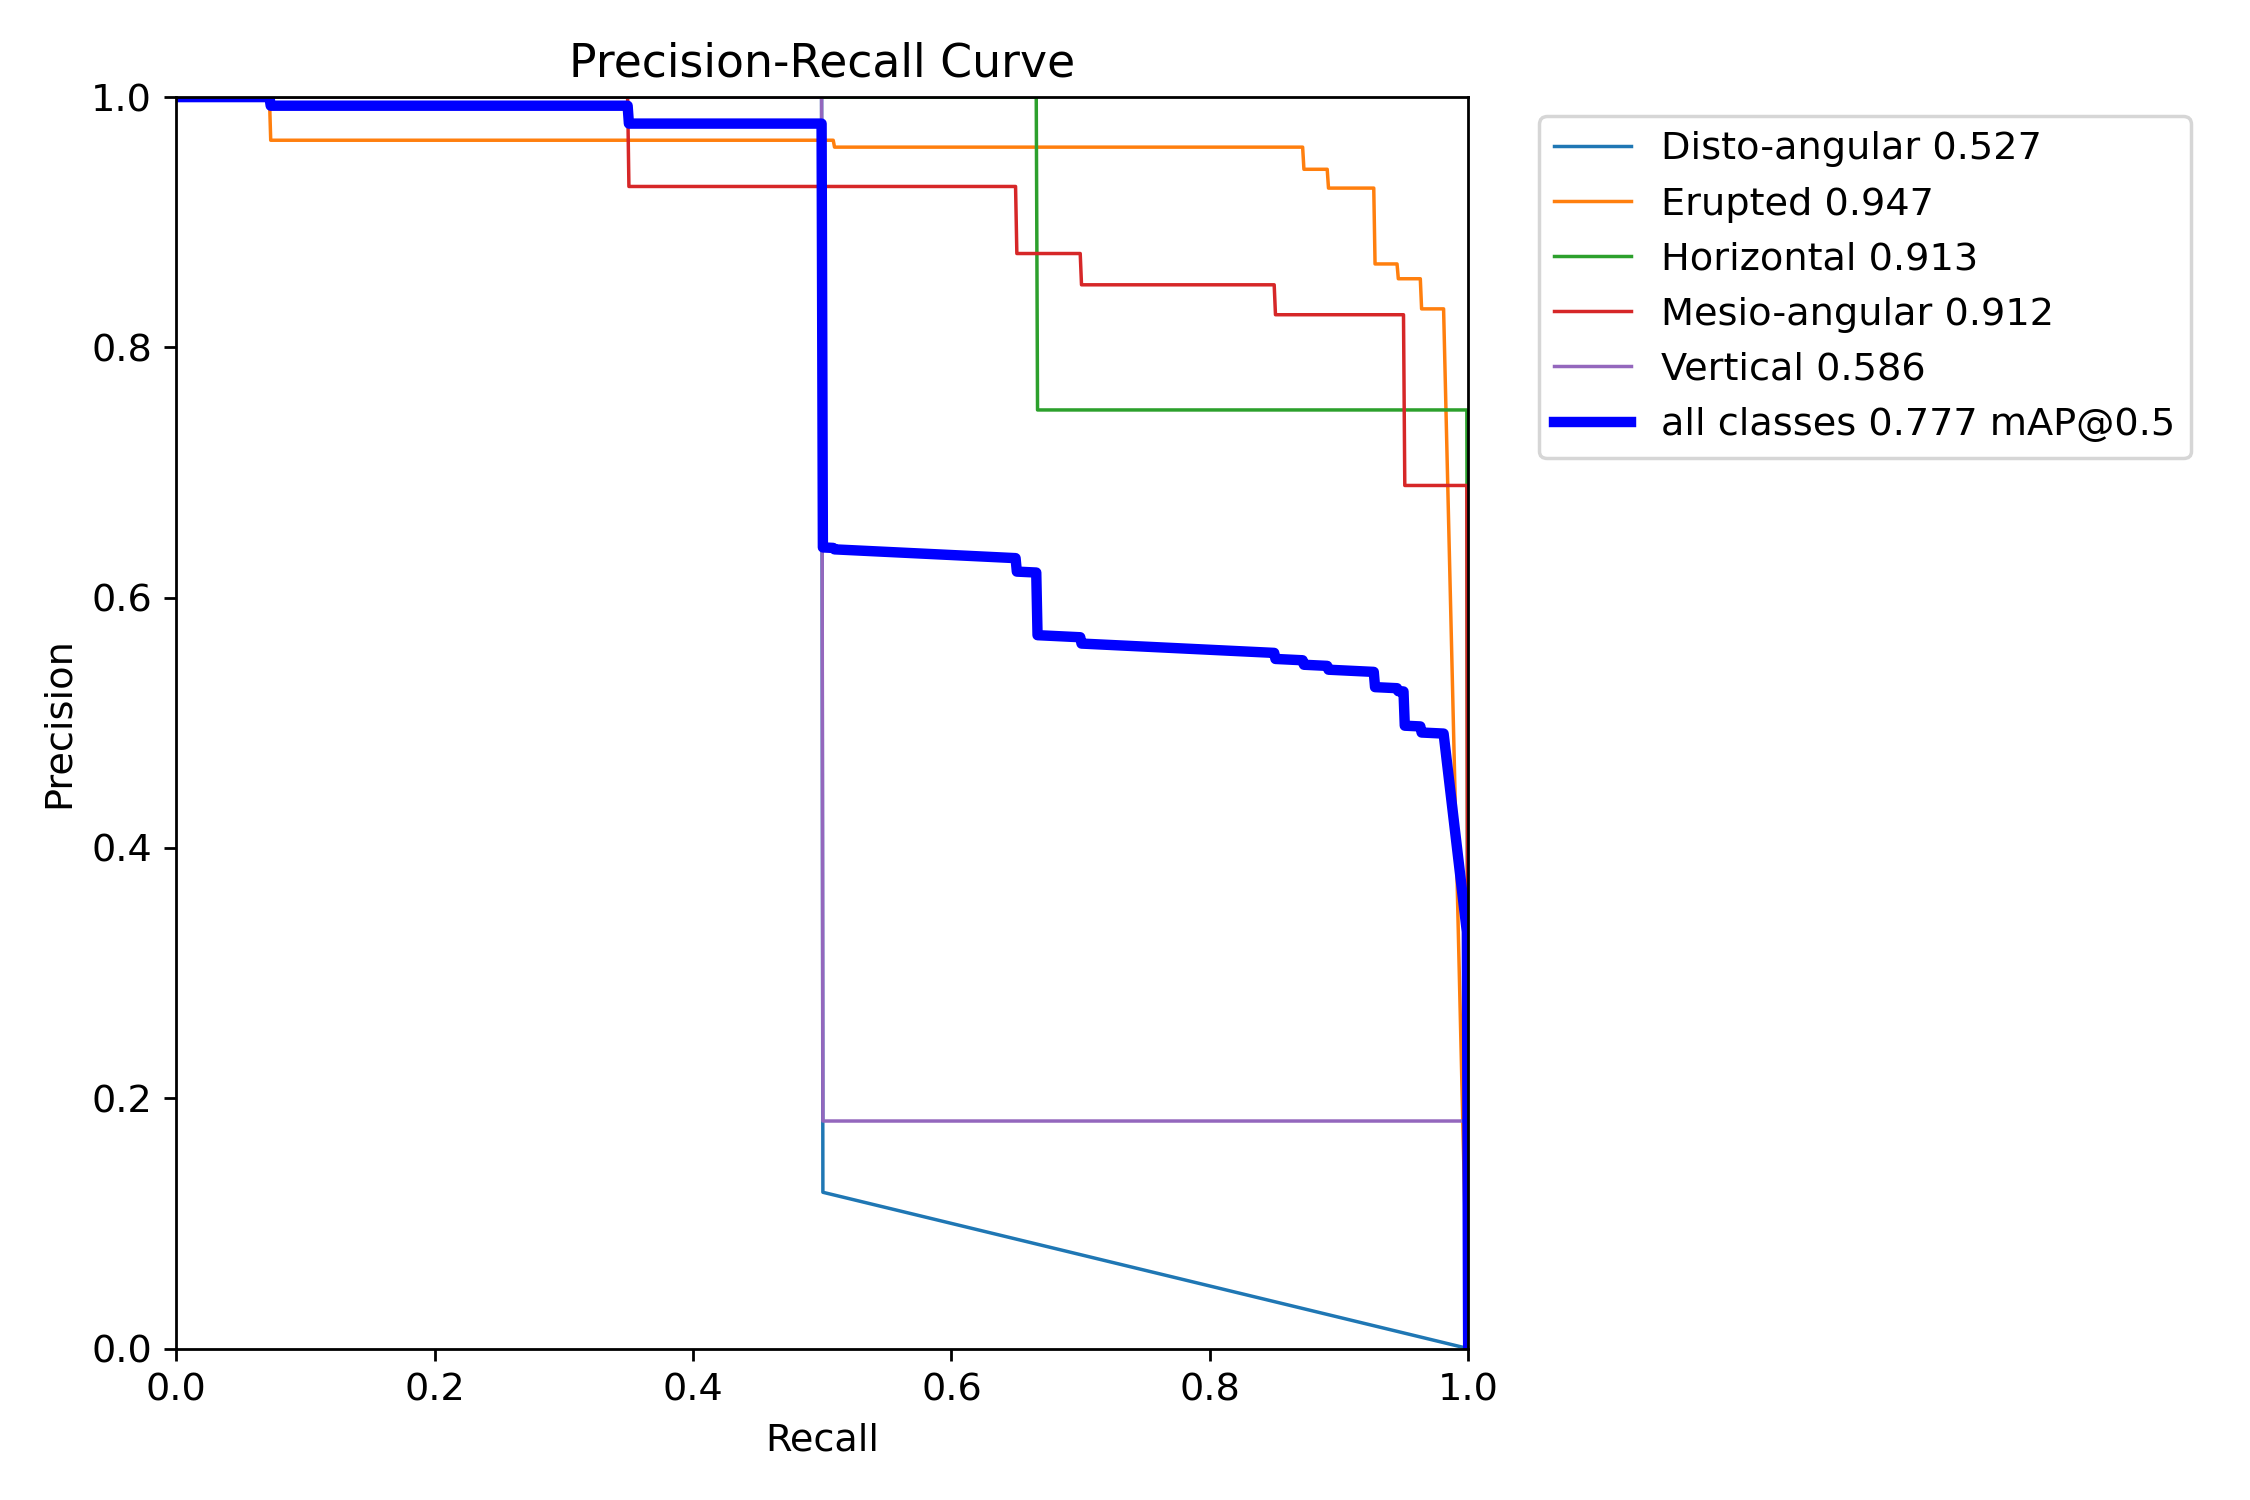 Precision-Recall Curve
1.0
0.8
0.6
0.4
0.2
0.0
Precision
0.0 0.2 0.4 0.6 0.8 1.0
Recall
Disto-angular 0.527
Erupted 0.947
Horizontal 0.913
Mesio-angular 0.912
Vertical 0.586
all classes 0.777 mAP@0.5